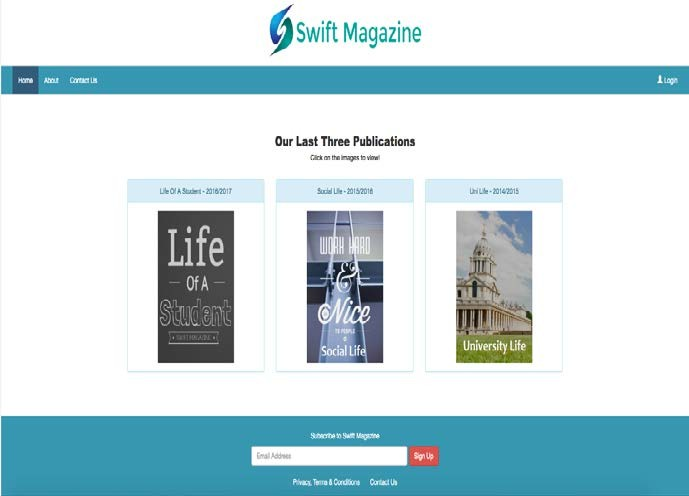 Swift Magazine
Home About Contact Us Login
Our Last Three Publications
Click on the images to view!
Life Of A Student - 2016/2017
Social Life - 2015/2016
Uni Life - 2014/2015
Life
Of A
Student
SWIFT MAGAZINE
WORK HARD
&
Nice
TO PEOPLE
Social Life
University Life
Subscribe to Swift Magazine
Email Address Sign Up
Privacy, Terms & Conditions Contact Us